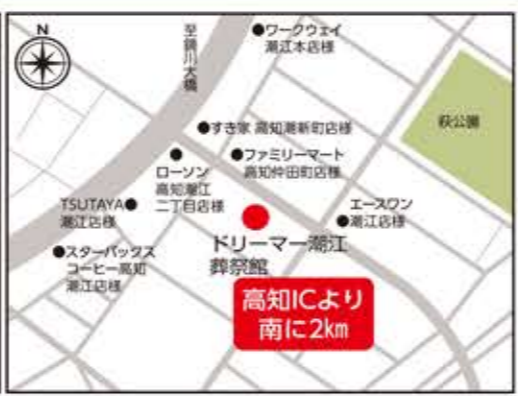 N
至鏡川大橋
●ワークウェイ
潮江本店様
萩公園
●すき家 高知潮新町店様
●
ローソン
高知潮江
二丁目店様
●ファミリーマート
高知仲田町店様
TSUTAYA●
潮江店様
エースワン
●潮江店様
●スターバックス
コーヒー高知
潮江店様
ドリーマー潮江
葬祭館
高知ICより
南に2km